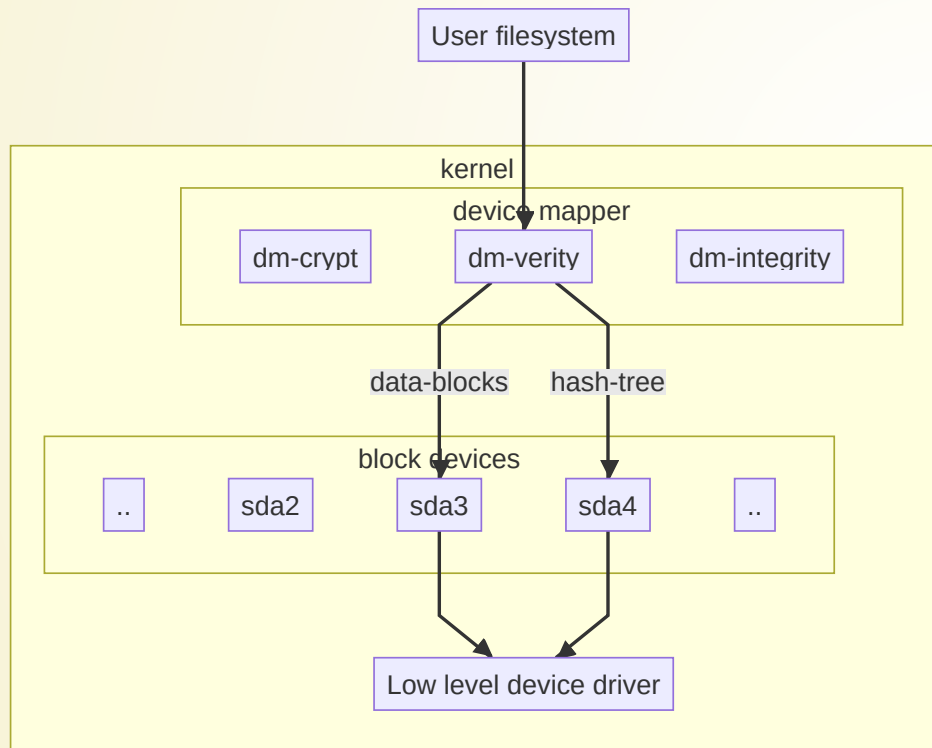 User filesystem
kernel
device mapper
dm-crypt
dm-verity
dm-integrity
data-blocks
hash-tree
block devices
..
sda2
sda3
sda4
..
Low level device driver